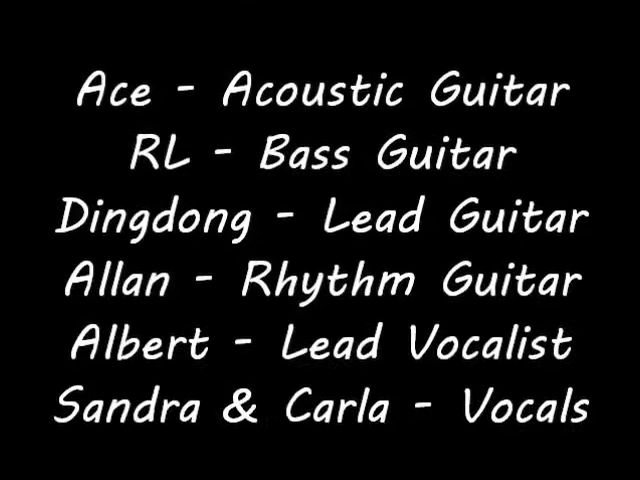 Ace - Acoustic Guitar
RL - Bass Guitar
Dingdong - Lead Guitar
Allan - Rhythm Guitar
Albert - Lead Vocalist
Sandra & Carla - Vocals